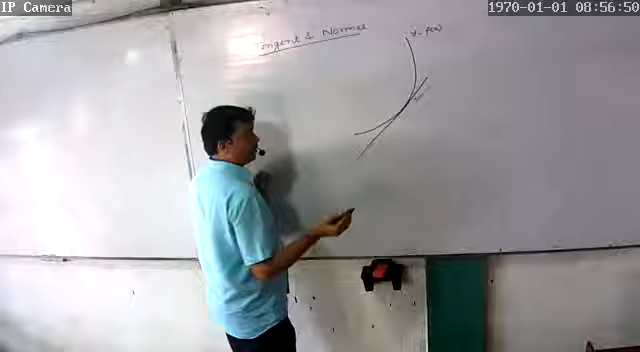 IP Camera
1970-01-01 08:56:50
Tangent & Normal
y = f(x)